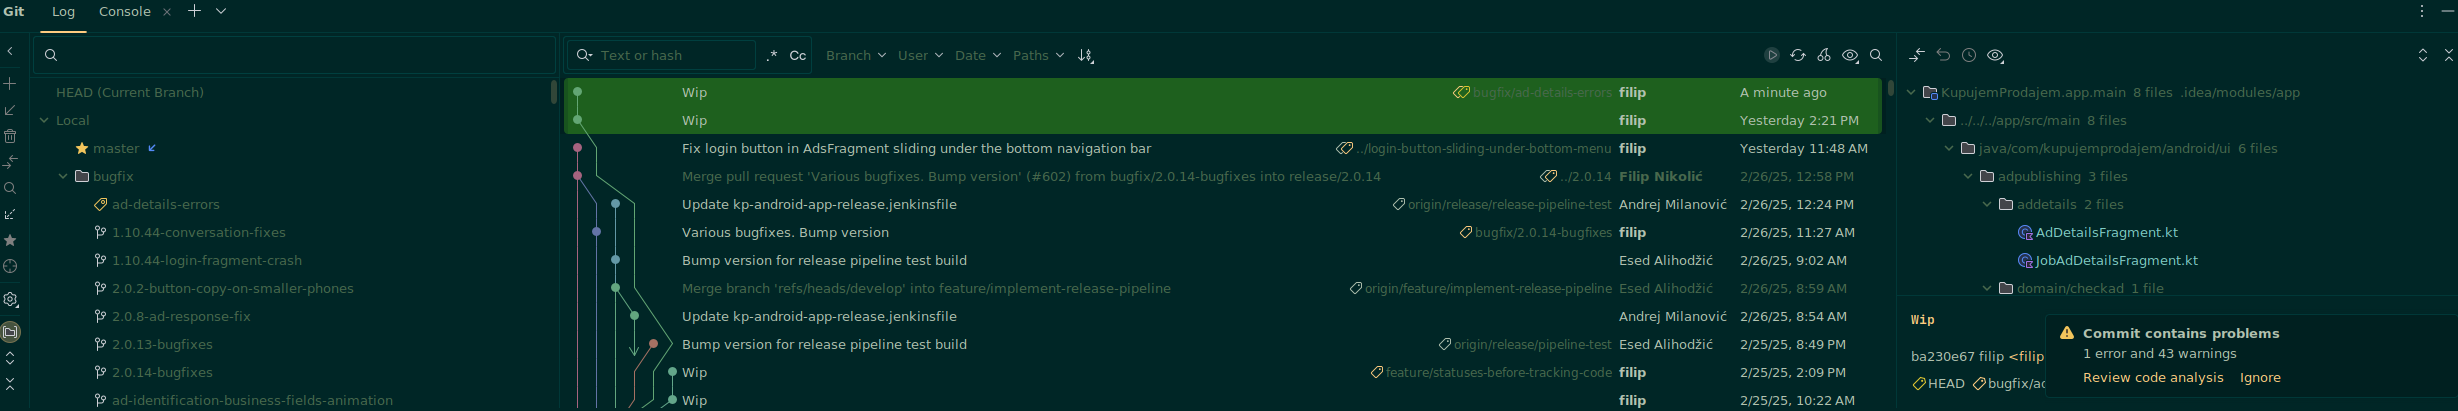 Git Log Console
Text or hash .* Cc Branch User Date Paths
HEAD (Current Branch)
Local
master
bugfix
ad-details-errors
1.10.44-conversation-fixes
1.10.44-login-fragment-crash
2.0.2-button-copy-on-smaller-phones
2.0.8-ad-response-fix
2.0.13-bugfixes
2.0.14-bugfixes
ad-identification-business-fields-animation
Wip bugfix/ad-details-errors filip A minute ago
Wip filip Yesterday 2:21 PM
Fix login button in AdsFragment sliding under the bottom navigation bar ../login-button-sliding-under-bottom-menu filip Yesterday 11:48 AM
Merge pull request 'Various bugfixes. Bump version' (#602) from bugfix/2.0.14-bugfixes into release/2.0.14 ../2.0.14 Filip Nikolić 2/26/25, 12:58 PM
Update kp-android-app-release.jenkinsfile origin/release/release-pipeline-test Andrej Milanović 2/26/25, 12:24 PM
Various bugfixes. Bump version bugfix/2.0.14-bugfixes filip 2/26/25, 11:27 AM
Bump version for release pipeline test build Esed Alihodžić 2/26/25, 9:02 AM
Merge branch 'refs/heads/develop' into feature/implement-release-pipeline origin/feature/implement-release-pipeline Esed Alihodžić 2/26/25, 8:59 AM
Update kp-android-app-release.jenkinsfile Andrej Milanović 2/26/25, 8:54 AM
Bump version for release pipeline test build origin/release/pipeline-test Esed Alihodžić 2/25/25, 8:49 PM
Wip feature/statuses-before-tracking-code filip 2/25/25, 2:09 PM
Wip filip 2/25/25, 10:22 AM
KupujemProdajem.app.main 8 files .idea/modules/app
../../../app/src/main 8 files
java/com/kupujemprodajem/android/ui 6 files
adpublishing 3 files
addetails 2 files
AdDetailsFragment.kt
JobAdDetailsFragment.kt
domain/checkad 1 file
Wip
ba230e67 filip <filip
HEAD bugfix/ad
Commit contains problems
1 error and 43 warnings
Review code analysis Ignore